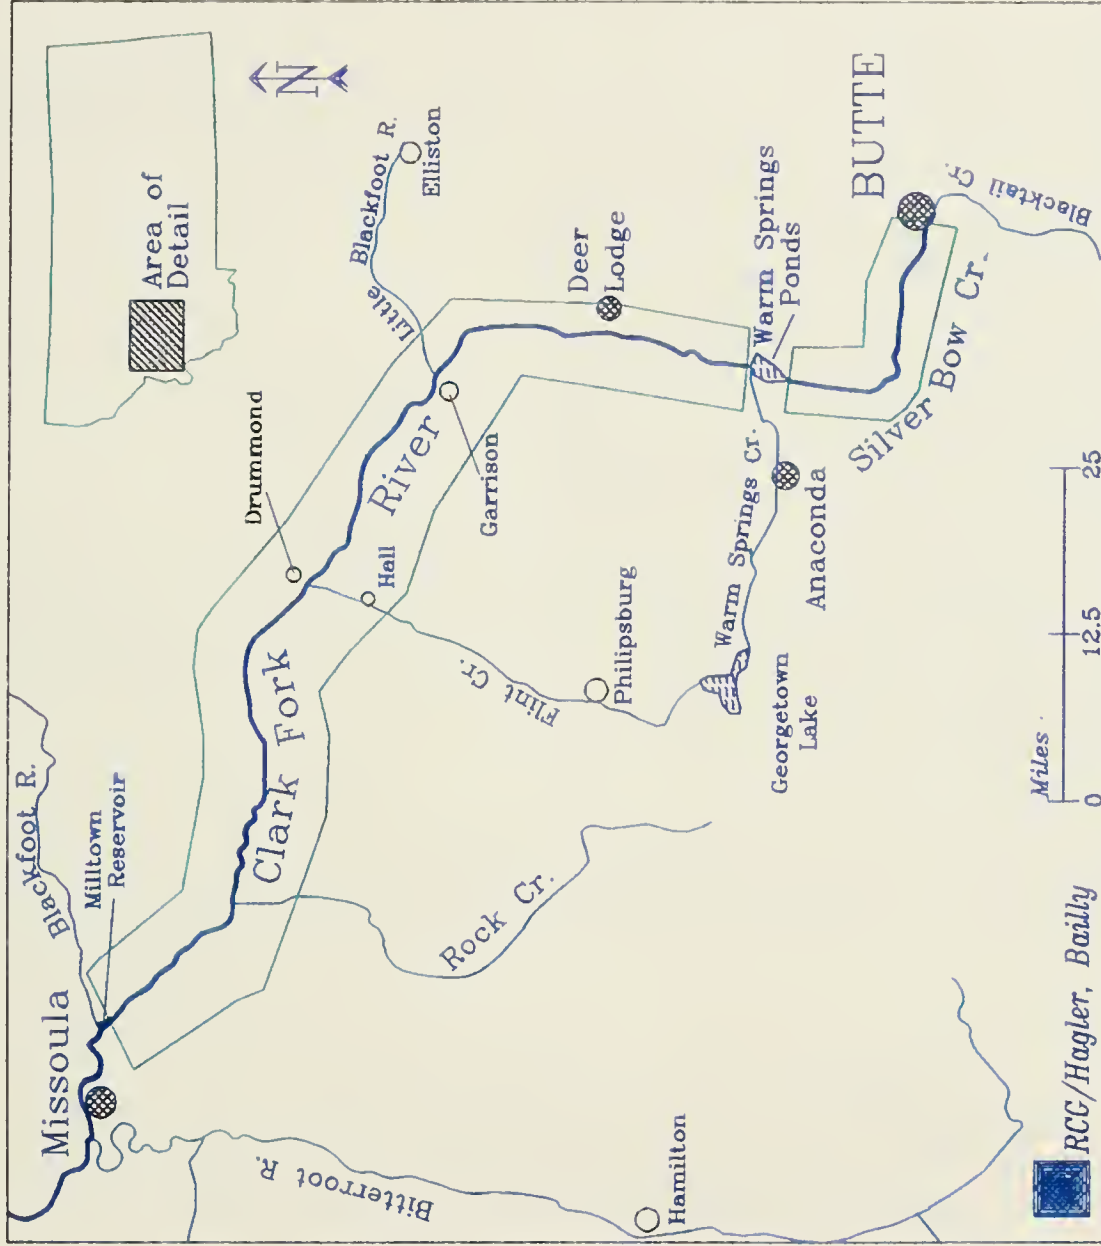 Missoula
Blackfoot R.
Milltown
Reservoir
Clark Fork
River
Drummond
Area of
Detail
N
Little
Blackfoot R.
Elliston
Hall
Garrison
Deer
Lodge
Warm Springs
Ponds
BUTTE
Blacktail Cr.
Silver Bow Cr.
Warm Springs Cr.
Anaconda
Flint Cr.
Philipsburg
Georgetown
Lake
Rock Cr.
Bitterroot R.
Hamilton
Miles
0 12.5 25
RCG/Hagler, Bailly